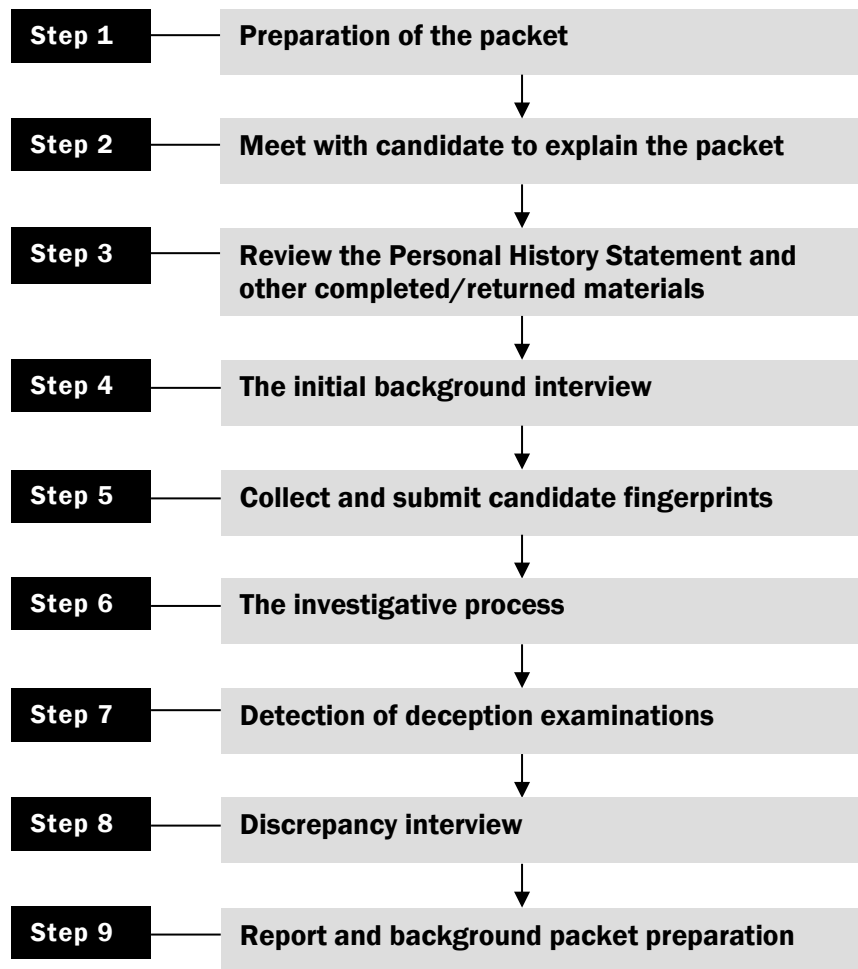 Step 1
Preparation of the packet
Step 2
Meet with candidate to explain the packet
Step 3
Review the Personal History Statement and
other completed/returned materials
Step 4
The initial background interview
Step 5
Collect and submit candidate fingerprints
Step 6
The investigative process
Step 7
Detection of deception examinations
Step 8
Discrepancy interview
Step 9
Report and background packet preparation